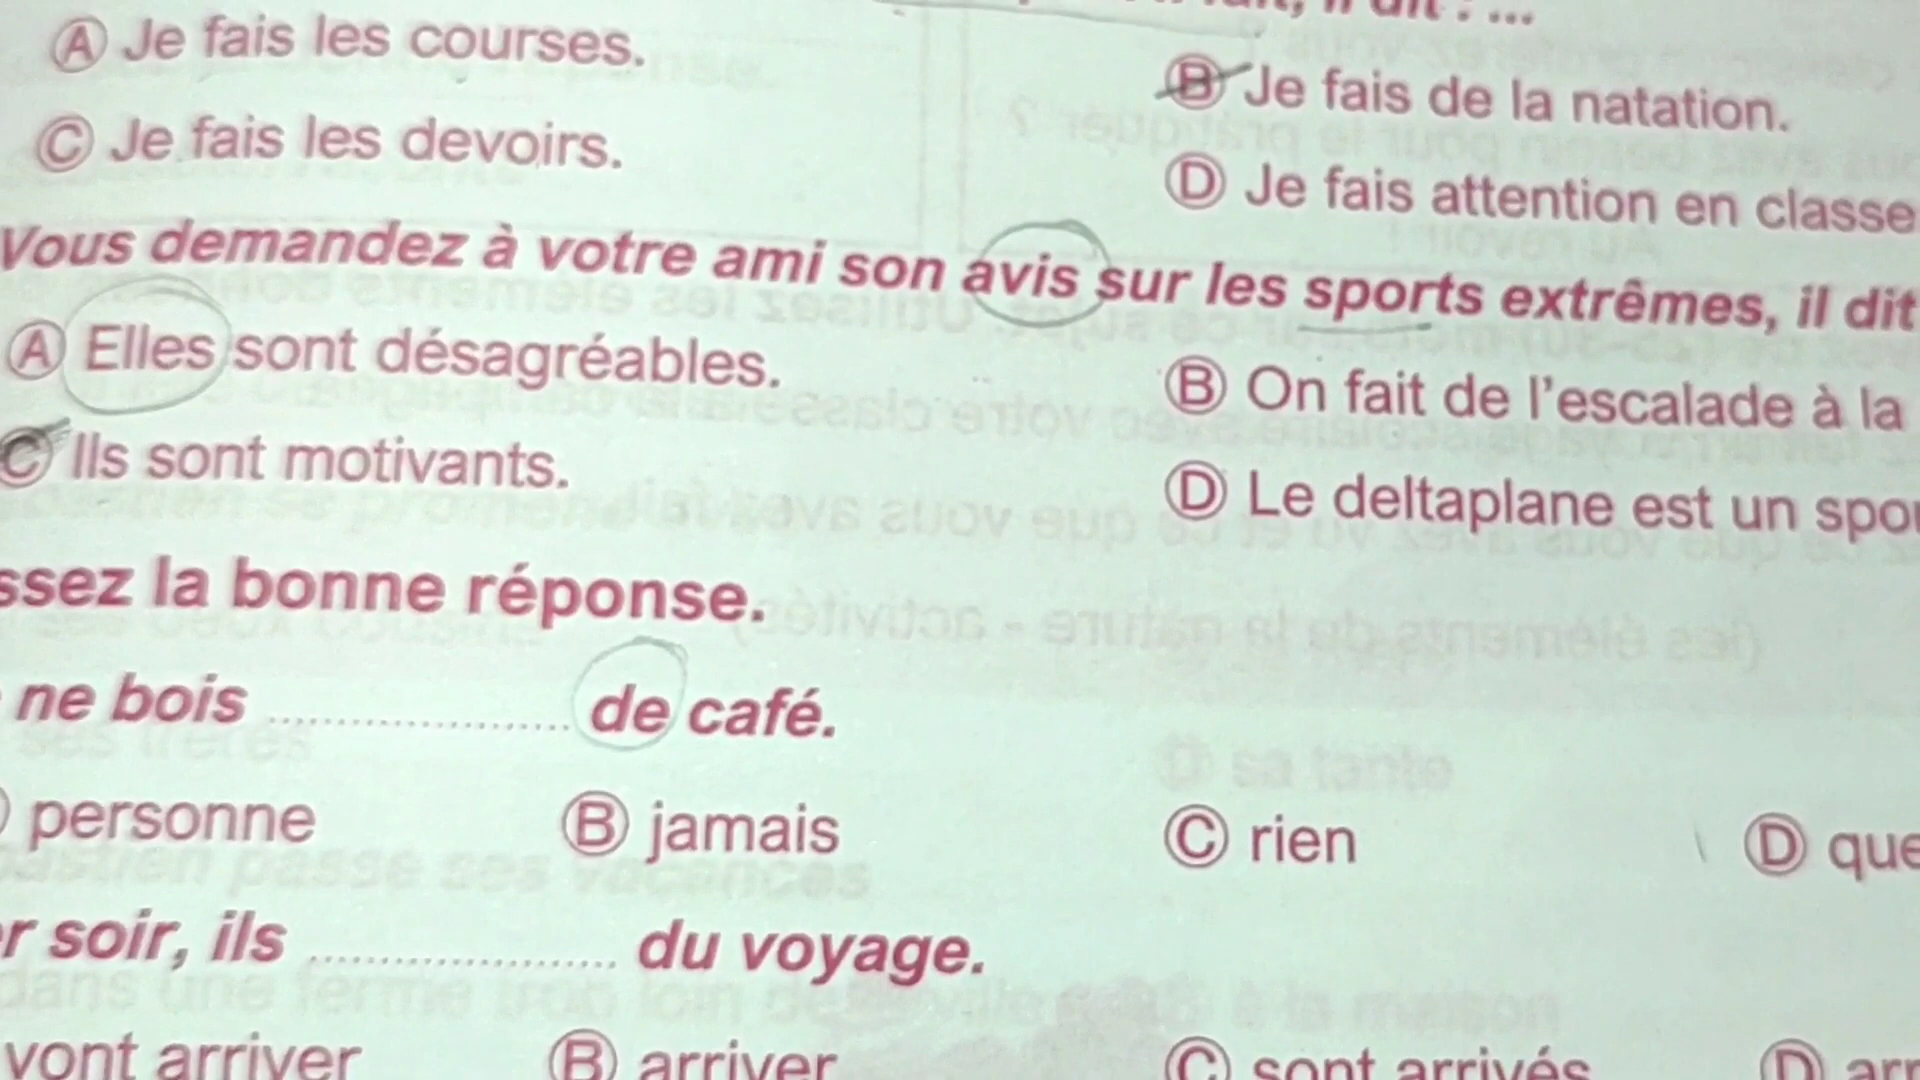 Ⓐ Je fais les courses.
Ⓑ Je fais de la natation.
Ⓒ Je fais les devoirs.
Ⓓ Je fais attention en classe
Vous demandez à votre ami son avis sur les sports extrêmes, il dit
Ⓐ Elles sont désagréables.
Ⓑ On fait de l'escalade à la
Ⓒ Ils sont motivants.
Ⓓ Le deltaplane est un
la bonne réponse.
ne bois .................... de café.
personne Ⓑ jamais Ⓒ rien Ⓓ
soir, ils .................... du voyage.
vont arriver Ⓑ arriver Ⓒ sont arrivés Ⓓ